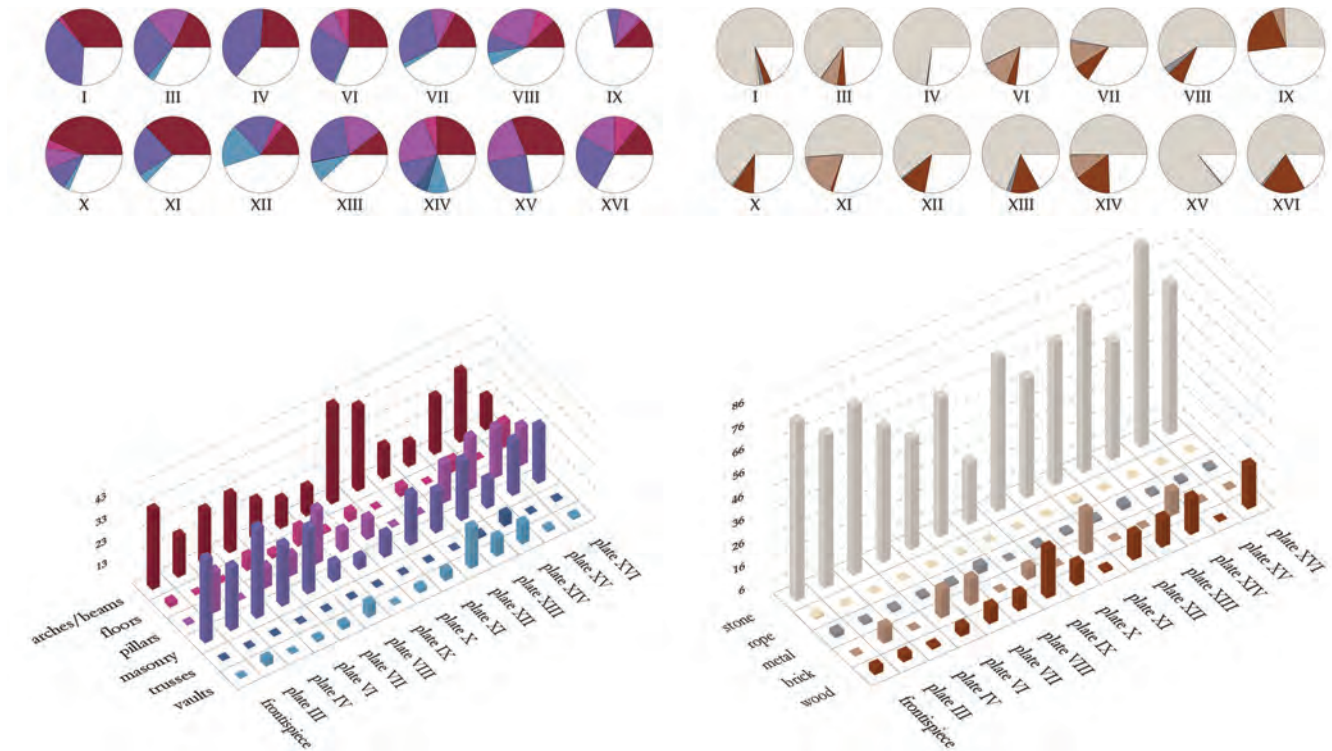 I III IV VI VII VIII IX
X XI XII XIII XIV XV XVI
I III IV VI VII VIII IX
X XI XII XIII XIV XV XVI
43
33
23
13
arches/beams
floors
pillars
masonry
trusses
vaults
frontispiece
plate III
plate IV
plate VI
plate VII
plate VIII
plate IX
plate X
plate XI
plate XII
plate XIII
plate XIV
plate XV
plate XVI
86
76
66
86
46
36
26
16
6
stone
rope
metal
brick
wood
frontispiece
plate III
plate IV
plate VI
plate VII
plate VIII
plate IX
plate X
plate XI
plate XII
plate XIII
plate XIV
plate XV
plate XVI